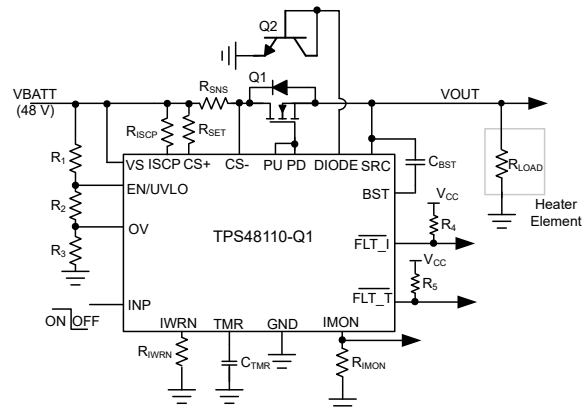 Q2
VBATT
(48 V)
RSNS
Q1
VOUT
RISCP
RSET
R1
R2
R3
VS ISCP CS+ CS- PU PD DIODE SRC
EN/UVLO
OV
INP
TPS48110-Q1
BST
CBST
RLOAD
Heater
Element
VCC
R4
FLT_I
VCC
R5
FLT_T
ON OFF
IWRN TMR GND IMON
RIWRN
CTMR
RIMON